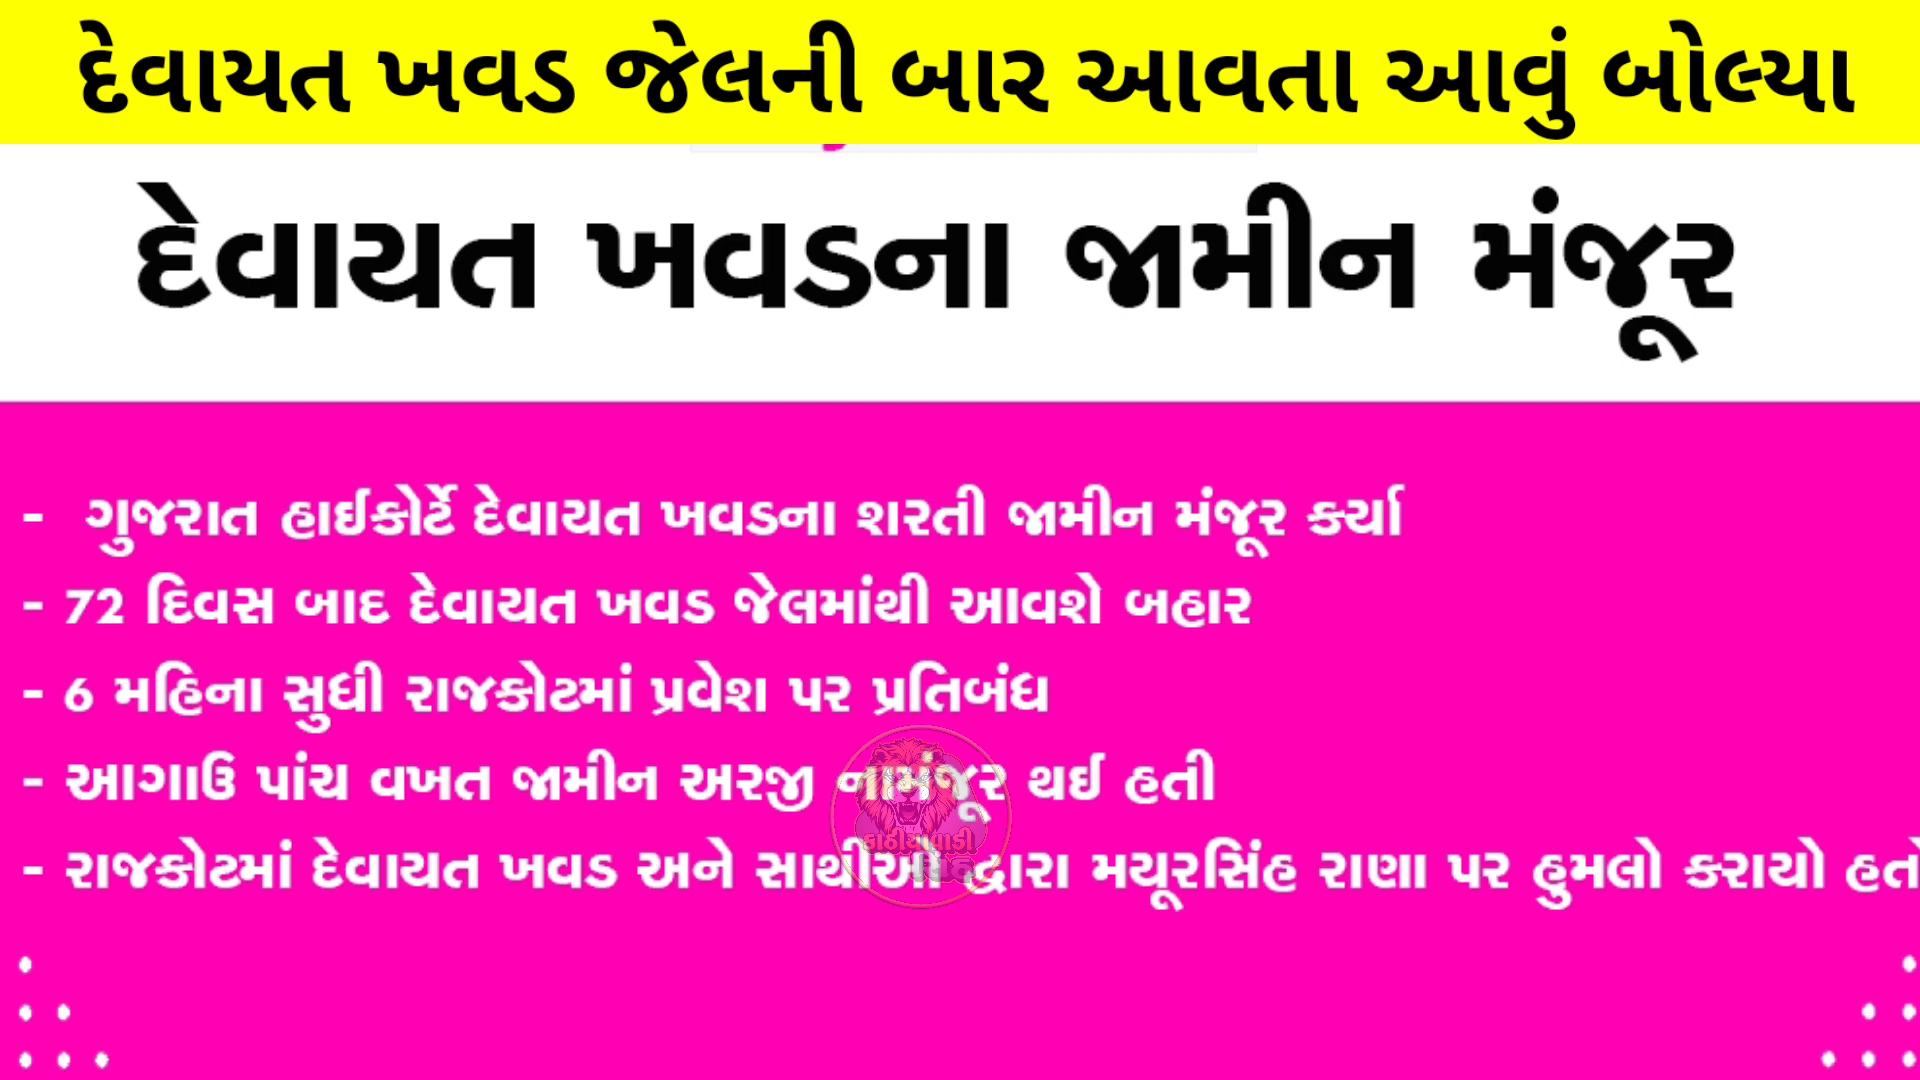 દેવાયત ખવડ જેલની બાર આવતા આવું બોલ્યા
દેવાયત ખવડના જામીન મંજૂર
- ગુજરાત હાઈકોર્ટે દેવાયત ખવડના શરતી જામીન મંજૂર કર્યા
- 72 દિવસ બાદ દેવાયત ખવડ જેલમાંથી આવશે બહાર
- 6 મહિના સુધી રાજકોટમાં પ્રવેશ પર પ્રતિબંધ
- આગાઉ પાંચ વખત જામીન અરજી નામંજૂર થઈ હતી
- રાજકોટમાં દેવાયત ખવડ અને સાથીઓ દ્વારા મયૂરસિંહ રાણા પર હુમલો કરાયો હતો
કાઠીયાવાડી